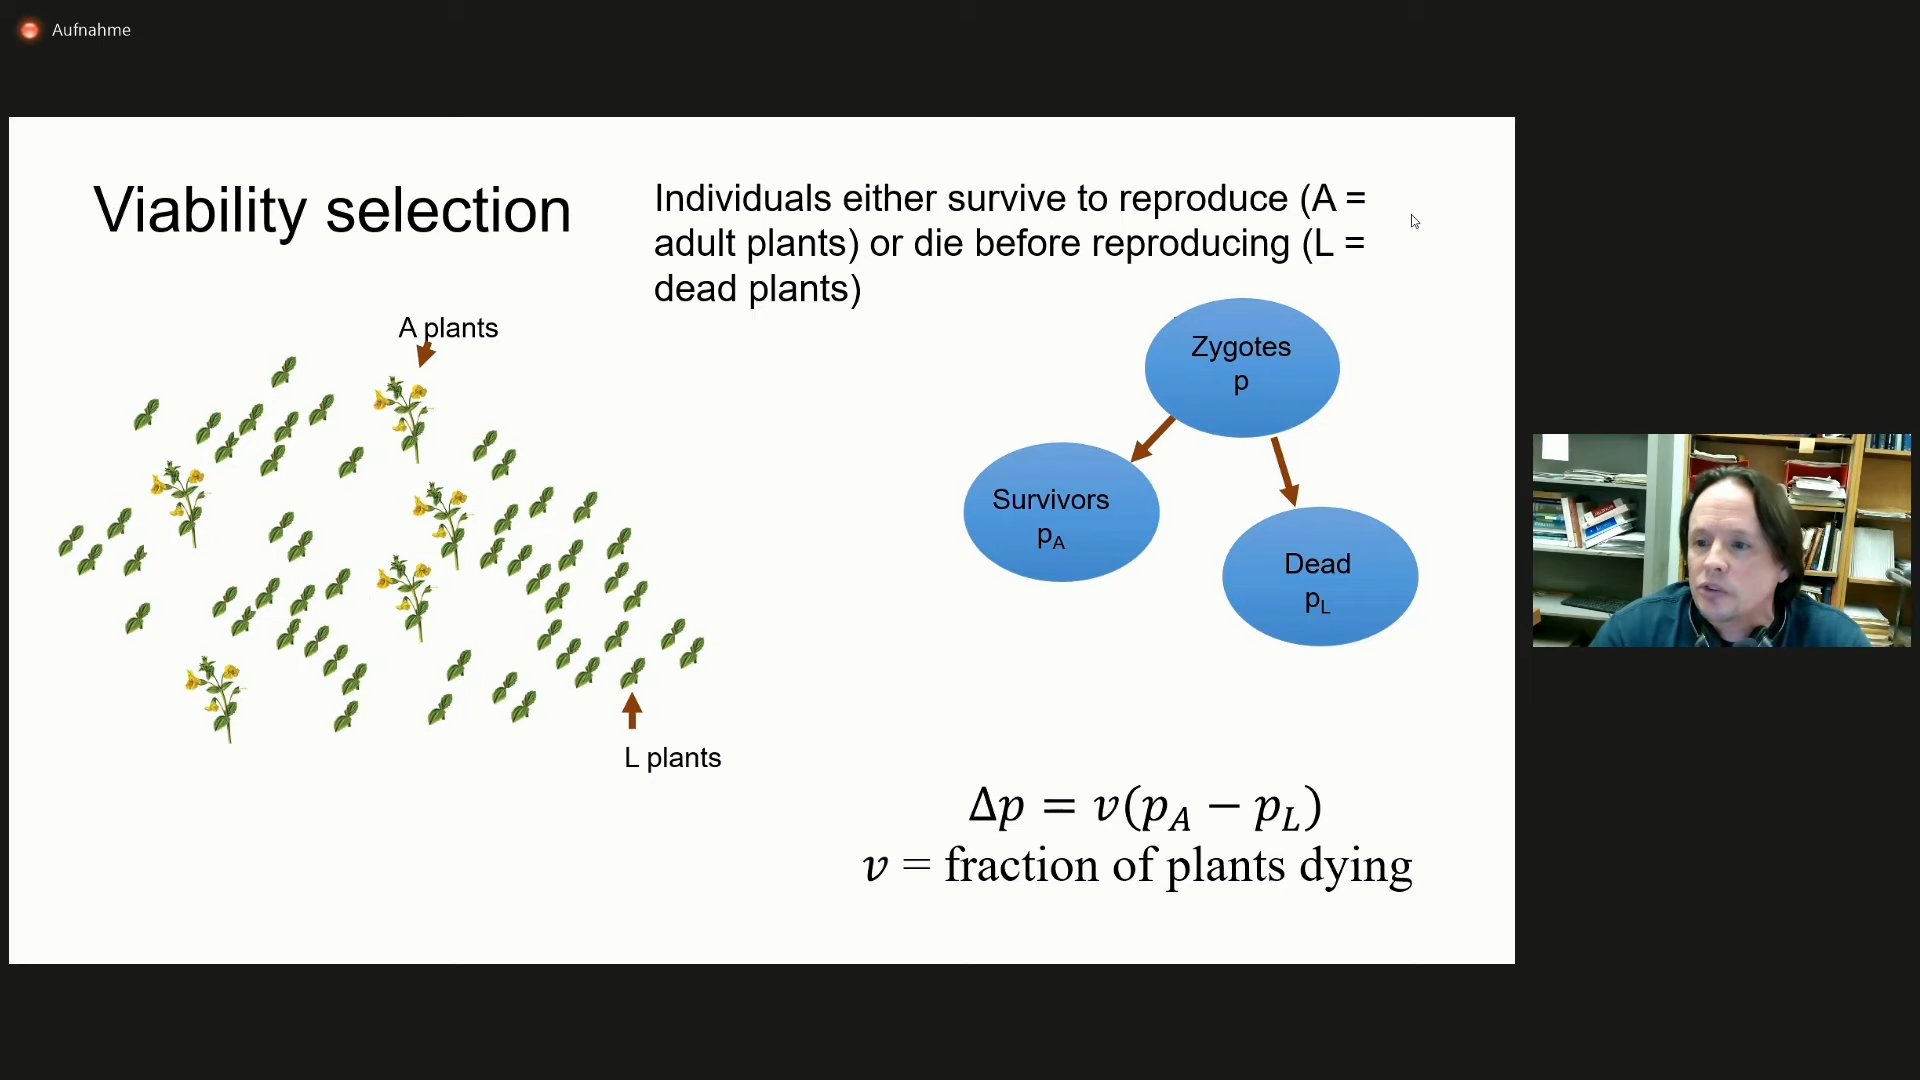 Aufnahme
Viability selection
Individuals either survive to reproduce (A =
adult plants) or die before reproducing (L =
dead plants)
A plants
Zygotes
p
Survivors
p_A
Dead
p_L
L plants
Δp = v(p_A − p_L)
v = fraction of plants dying